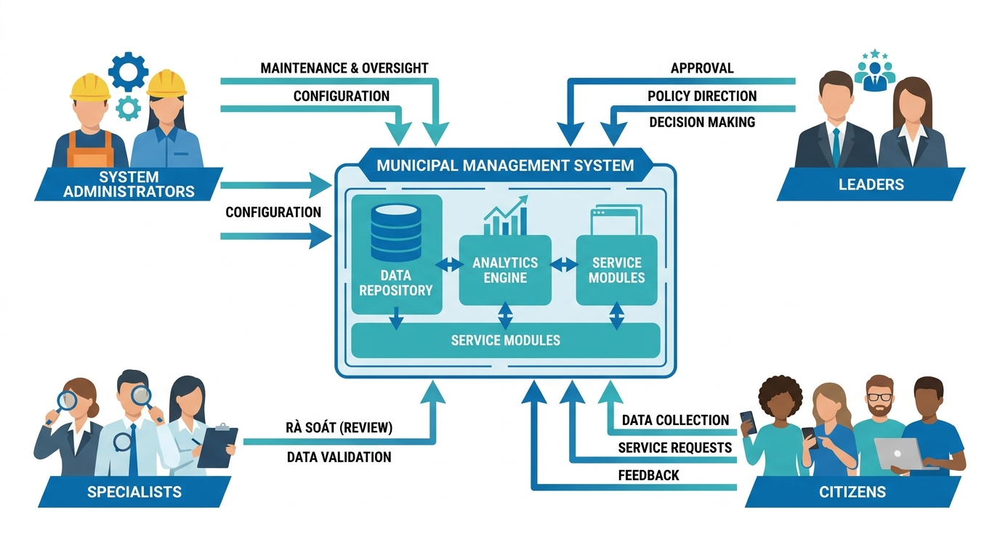 MAINTENANCE & OVERSIGHT
CONFIGURATION
APPROVAL
POLICY DIRECTION
DECISION MAKING
SYSTEM
ADMINISTRATORS
LEADERS
CONFIGURATION
MUNICIPAL MANAGEMENT SYSTEM
DATA
REPOSITORY
ANALYTICS
ENGINE
SERVICE
MODULES
SERVICE MODULES
RÀ SOÁT (REVIEW)
DATA VALIDATION
SPECIALISTS
DATA COLLECTION
SERVICE REQUESTS
FEEDBACK
CITIZENS